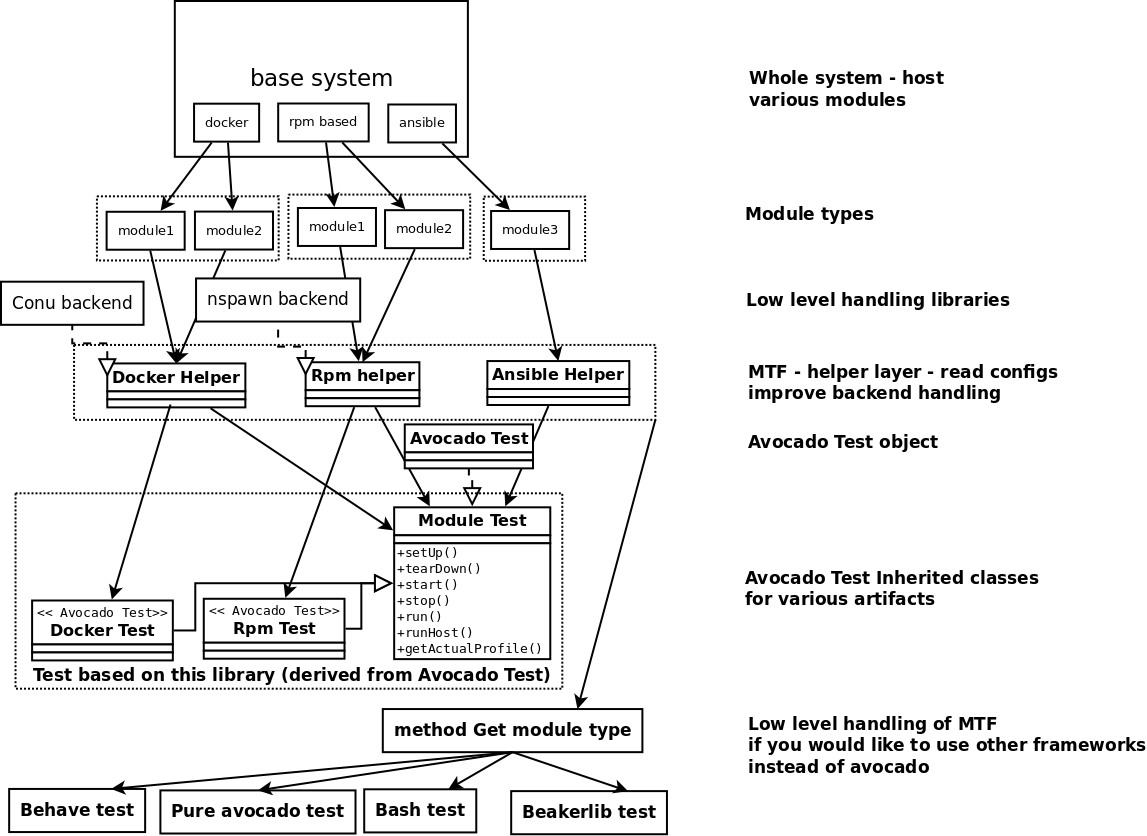 base system
Whole system - host
various modules
docker
rpm based
ansible
Module types
module1
module2
module1
module2
module3
Conu backend
nspawn backend
Low level handling libraries
Docker Helper
Rpm helper
Ansible Helper
MTF - helper layer - read configs
improve backend handling
Avocado Test
Avocado Test object
Module Test
+setUp()
+tearDown()
+start()
+stop()
+run()
+runHost()
+getActualProfile()
Avocado Test Inherited classes
for various artifacts
<< Avocado Test>>
Docker Test
<< Avocado Test>>
Rpm Test
Test based on this library (derived from Avocado Test)
method Get module type
Low level handling of MTF
if you would like to use other frameworks
instead of avocado
Behave test
Pure avocado test
Bash test
Beakerlib test